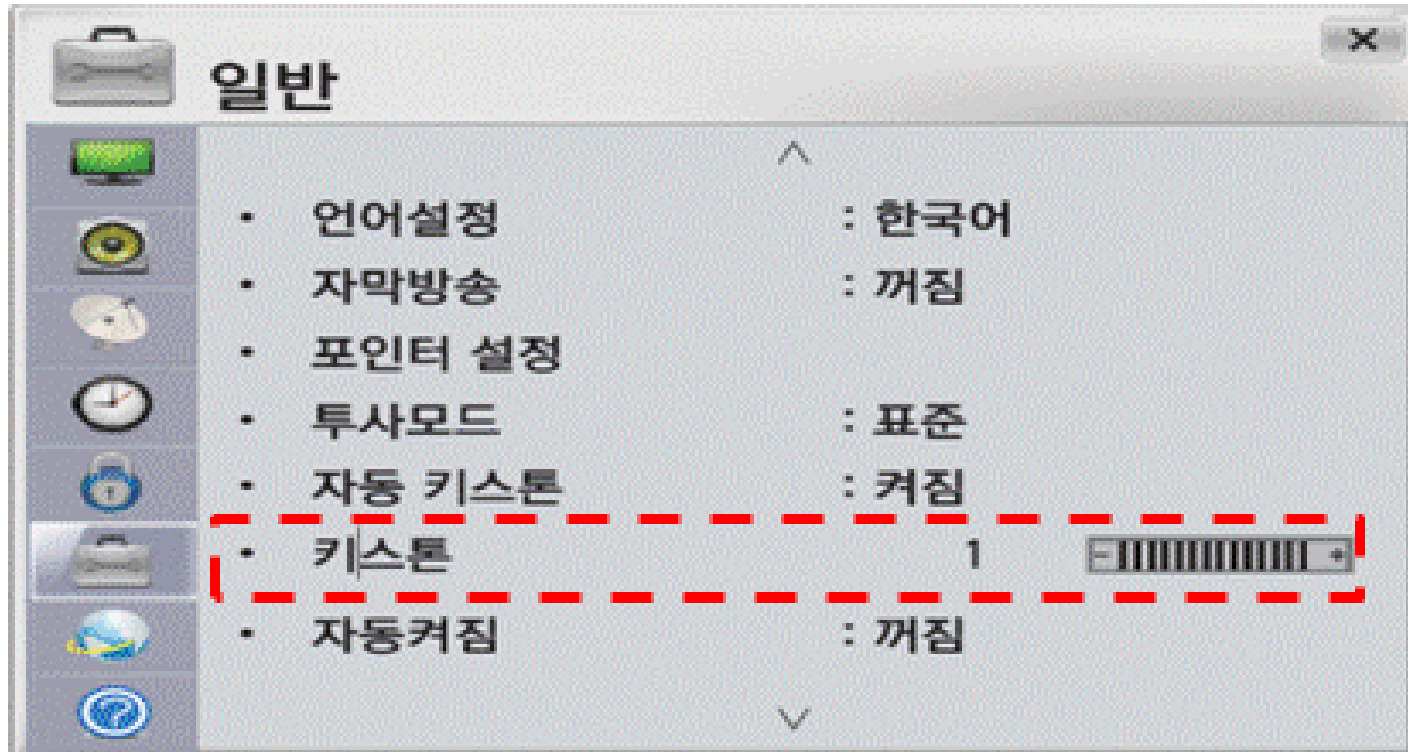 일반
· 언어설정 : 한국어
· 자막방송 : 꺼짐
· 포인터 설정
· 투사모드 : 표준
· 자동 키스톤 : 켜짐
· 키스톤 1 - +
· 자동켜짐 : 꺼짐